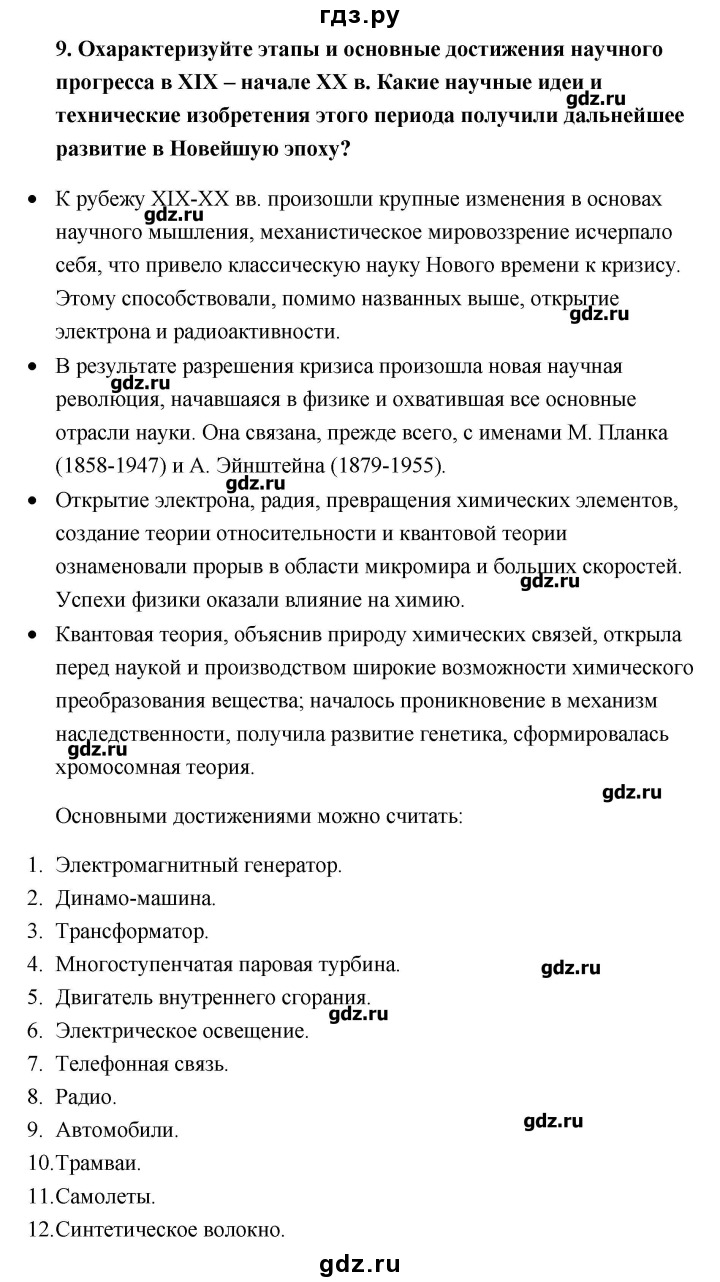 гдз.ру
9. Охарактеризуйте этапы и основные достижения научного
прогресса в XIX – начале XX в. Какие научные идеи и
gdz.ru
технические изобретения этого периода получили дальнейшее
развитие в Новейшую эпоху?
• К рубежу XIX-XX вв. произошли крупные изменения в основах
gdz.ru
научного мышления, механистическое мировоззрение исчерпало
себя, что привело классическую науку Нового времени к кризису.
Этому способствовали, помимо названных выше, открытие
gdz.ru
электрона и радиоактивности.
• В результате разрешения кризиса произошла новая научная
gdz.ru
революция, начавшаяся в физике и охватившая все основные
отрасли науки. Она связана, прежде всего, с именами М. Планка
(1858-1947) и А. Эйнштейна (1879-1955).
gdz.ru
• Открытие электрона, радия, превращения химических элементов,
создание теории относительности и квантовой теории
ознаменовали прорыв в области микромира и больших скоростей.
gdz.ru
Успехи физики оказали влияние на химию.
• Квантовая теория, объяснив природу химических связей, открыла
перед наукой и производством широкие возможности химического
преобразования вещества; началось проникновение в механизм
наследственности, получила развитие генетика, сформировалась
gdz.ru
хромосомная теория.
gdz.ru
Основными достижениями можно считать:
1. Электромагнитный генератор.
2. Динамо-машина.
3. Трансформатор.
4. Многоступенчатая паровая турбина.
gdz.ru
5. Двигатель внутреннего сгорания.
gdz.ru
6. Электрическое освещение.
7. Телефонная связь.
8. Радио.
9. Автомобили.
gdz.ru
10.Трамваи.
11.Самолеты.
12.Синтетическое волокно.
gdz.ru